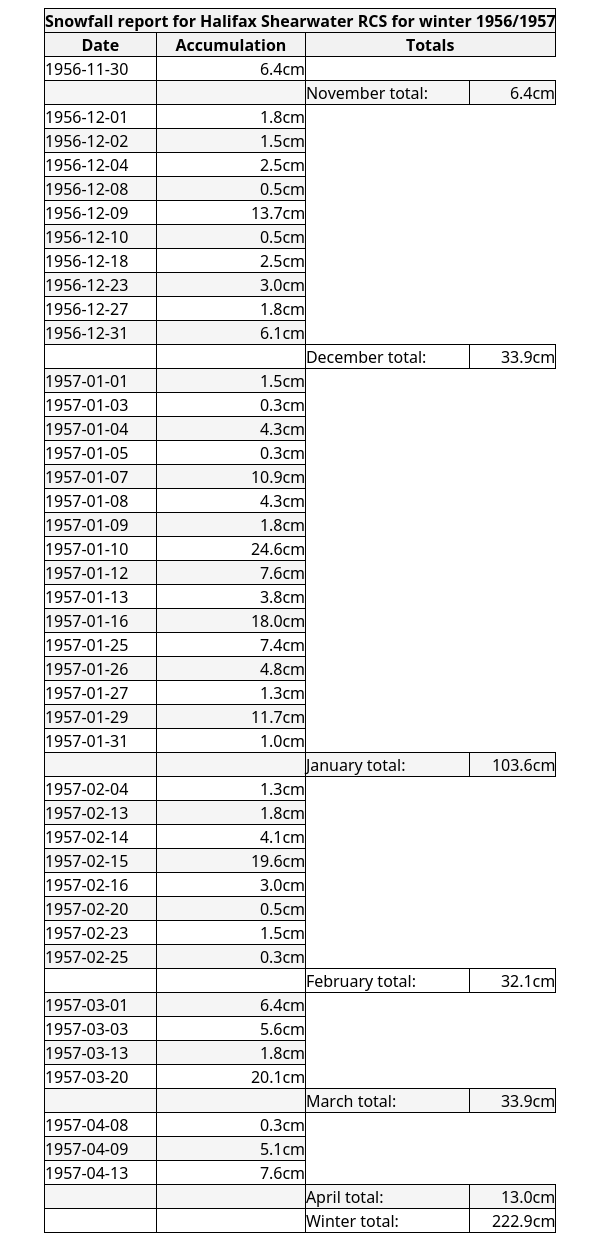 Snowfall report for Halifax Shearwater RCS for winter 1956/1957
Date Accumulation Totals
1956-11-30 6.4cm
November total: 6.4cm
1956-12-01 1.8cm
1956-12-02 1.5cm
1956-12-04 2.5cm
1956-12-08 0.5cm
1956-12-09 13.7cm
1956-12-10 0.5cm
1956-12-18 2.5cm
1956-12-23 3.0cm
1956-12-27 1.8cm
1956-12-31 6.1cm
December total: 33.9cm
1957-01-01 1.5cm
1957-01-03 0.3cm
1957-01-04 4.3cm
1957-01-05 0.3cm
1957-01-07 10.9cm
1957-01-08 4.3cm
1957-01-09 1.8cm
1957-01-10 24.6cm
1957-01-12 7.6cm
1957-01-13 3.8cm
1957-01-16 18.0cm
1957-01-25 7.4cm
1957-01-26 4.8cm
1957-01-27 1.3cm
1957-01-29 11.7cm
1957-01-31 1.0cm
January total: 103.6cm
1957-02-04 1.3cm
1957-02-13 1.8cm
1957-02-14 4.1cm
1957-02-15 19.6cm
1957-02-16 3.0cm
1957-02-20 0.5cm
1957-02-23 1.5cm
1957-02-25 0.3cm
February total: 32.1cm
1957-03-01 6.4cm
1957-03-03 5.6cm
1957-03-13 1.8cm
1957-03-20 20.1cm
March total: 33.9cm
1957-04-08 0.3cm
1957-04-09 5.1cm
1957-04-13 7.6cm
April total: 13.0cm
Winter total: 222.9cm